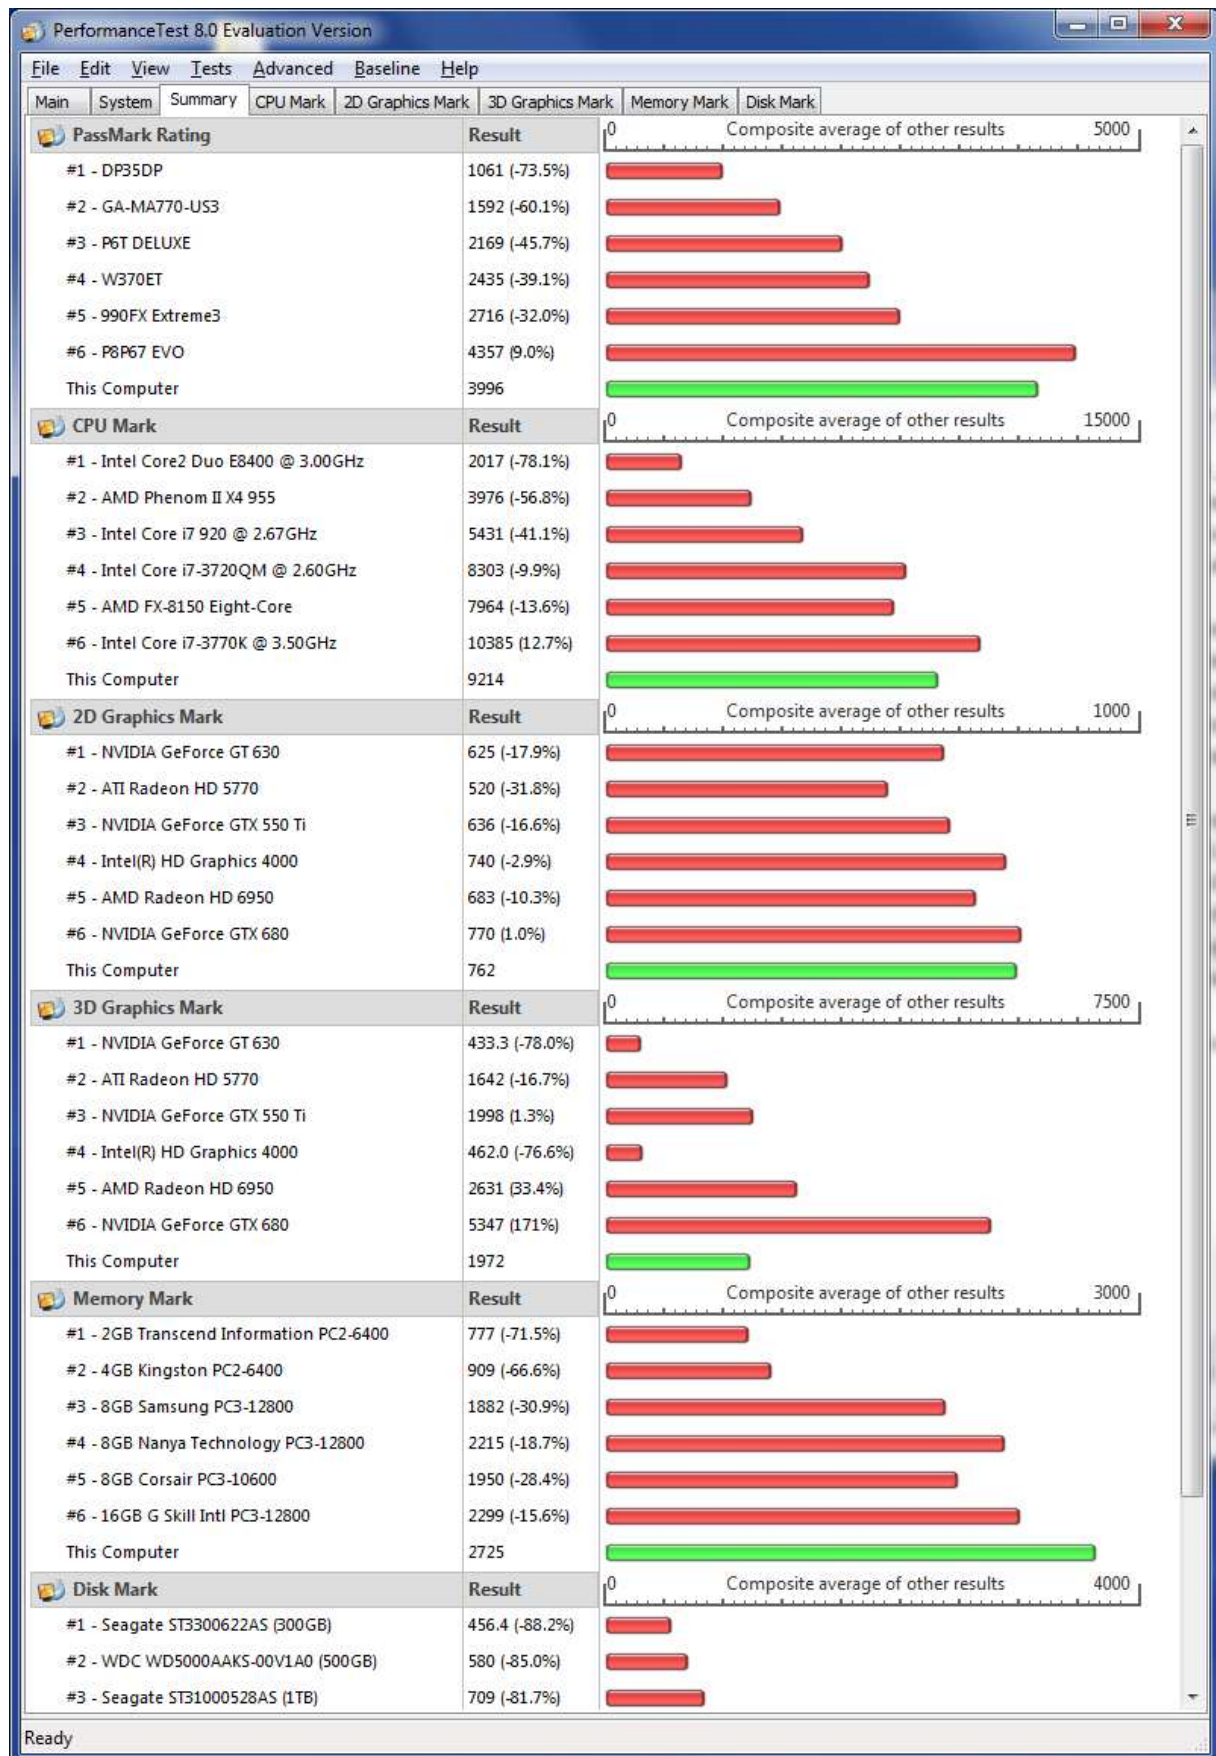 PerformanceTest 8.0 Evaluation Version
File Edit View Tests Advanced Baseline Help
Main System Summary CPU Mark 2D Graphics Mark 3D Graphics Mark Memory Mark Disk Mark
PassMark Rating Result 0 Composite average of other results 5000
#1 - DP35DP 1061 (-73.5%)
#2 - GA-MA770-US3 1592 (-60.1%)
#3 - P6T DELUXE 2169 (-45.7%)
#4 - W370ET 2435 (-39.1%)
#5 - 990FX Extreme3 2716 (-32.0%)
#6 - P8P67 EVO 4357 (9.0%)
This Computer 3996
CPU Mark Result 0 Composite average of other results 15000
#1 - Intel Core2 Duo E8400 @ 3.00GHz 2017 (-78.1%)
#2 - AMD Phenom II X4 955 3976 (-56.8%)
#3 - Intel Core i7 920 @ 2.67GHz 5431 (-41.1%)
#4 - Intel Core i7-3720QM @ 2.60GHz 8303 (-9.9%)
#5 - AMD FX-8150 Eight-Core 7964 (-13.6%)
#6 - Intel Core i7-3770K @ 3.50GHz 10385 (12.7%)
This Computer 9214
2D Graphics Mark Result 0 Composite average of other results 1000
#1 - NVIDIA GeForce GT 630 625 (-17.9%)
#2 - ATI Radeon HD 5770 520 (-31.8%)
#3 - NVIDIA GeForce GTX 550 Ti 636 (-16.6%)
#4 - Intel(R) HD Graphics 4000 740 (-2.9%)
#5 - AMD Radeon HD 6950 683 (-10.3%)
#6 - NVIDIA GeForce GTX 680 770 (1.0%)
This Computer 762
3D Graphics Mark Result 0 Composite average of other results 7500
#1 - NVIDIA GeForce GT 630 433.3 (-78.0%)
#2 - ATI Radeon HD 5770 1642 (-16.7%)
#3 - NVIDIA GeForce GTX 550 Ti 1998 (1.3%)
#4 - Intel(R) HD Graphics 4000 462.0 (-76.6%)
#5 - AMD Radeon HD 6950 2631 (33.4%)
#6 - NVIDIA GeForce GTX 680 5347 (171%)
This Computer 1972
Memory Mark Result 0 Composite average of other results 3000
#1 - 2GB Transcend Information PC2-6400 777 (-71.5%)
#2 - 4GB Kingston PC2-6400 909 (-66.6%)
#3 - 8GB Samsung PC3-12800 1882 (-30.9%)
#4 - 8GB Nanya Technology PC3-12800 2215 (-18.7%)
#5 - 8GB Corsair PC3-10600 1950 (-28.4%)
#6 - 16GB G Skill Intl PC3-12800 2299 (-15.6%)
This Computer 2725
Disk Mark Result 0 Composite average of other results 4000
#1 - Seagate ST3300622AS (300GB) 456.4 (-88.2%)
#2 - WDC WD5000AAKS-00V1A0 (500GB) 580 (-85.0%)
#3 - Seagate ST31000528AS (1TB) 709 (-81.7%)
Ready